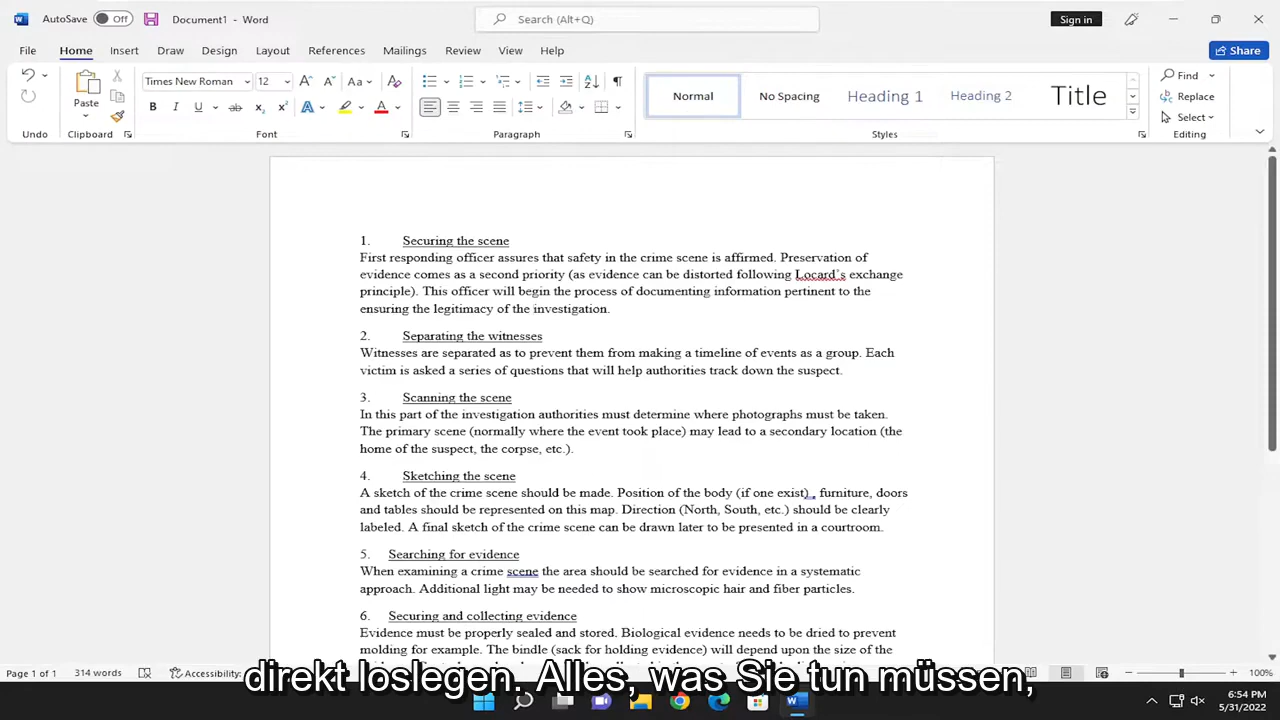 AutoSave Off Document1 - Word Search (Alt+Q) Sign in
File Home Insert Draw Design Layout References Mailings Review View Help Share
Times New Roman 12 Aa Normal No Spacing Heading 1 Heading 2 Title Find
Paste Replace
Select
Undo Clipboard Font Paragraph Styles Editing
1. Securing the scene
First responding officer assures that safety in the crime scene is affirmed. Preservation of
evidence comes as a second priority (as evidence can be distorted following Locard's exchange
principle). This officer will begin the process of documenting information pertinent to the
ensuring the legitimacy of the investigation.
2. Separating the witnesses
Witnesses are separated as to prevent them from making a timeline of events as a group. Each
victim is asked a series of questions that will help authorities track down the suspect.
3. Scanning the scene
In this part of the investigation authorities must determine where photographs must be taken.
The primary scene (normally where the event took place) may lead to a secondary location (the
home of the suspect, the corpse, etc.).
4. Sketching the scene
A sketch of the crime scene should be made. Position of the body (if one exist) , furniture, doors
and tables should be represented on this map. Direction (North, South, etc.) should be clearly
labeled. A final sketch of the crime scene can be drawn later to be presented in a courtroom.
5. Searching for evidence
When examining a crime scene the area should be searched for evidence in a systematic
approach. Additional light may be needed to show microscopic hair and fiber particles.
6. Securing and collecting evidence
Evidence must be properly sealed and stored. Biological evidence needs to be dried to prevent
molding for example. The bindle (sack for holding evidence) will depend upon the size of the
Page 1 of 1 314 words Accessibility: 100%
direkt loslegen. Alles, was Sie tun müssen,
6:54 PM
5/31/2022